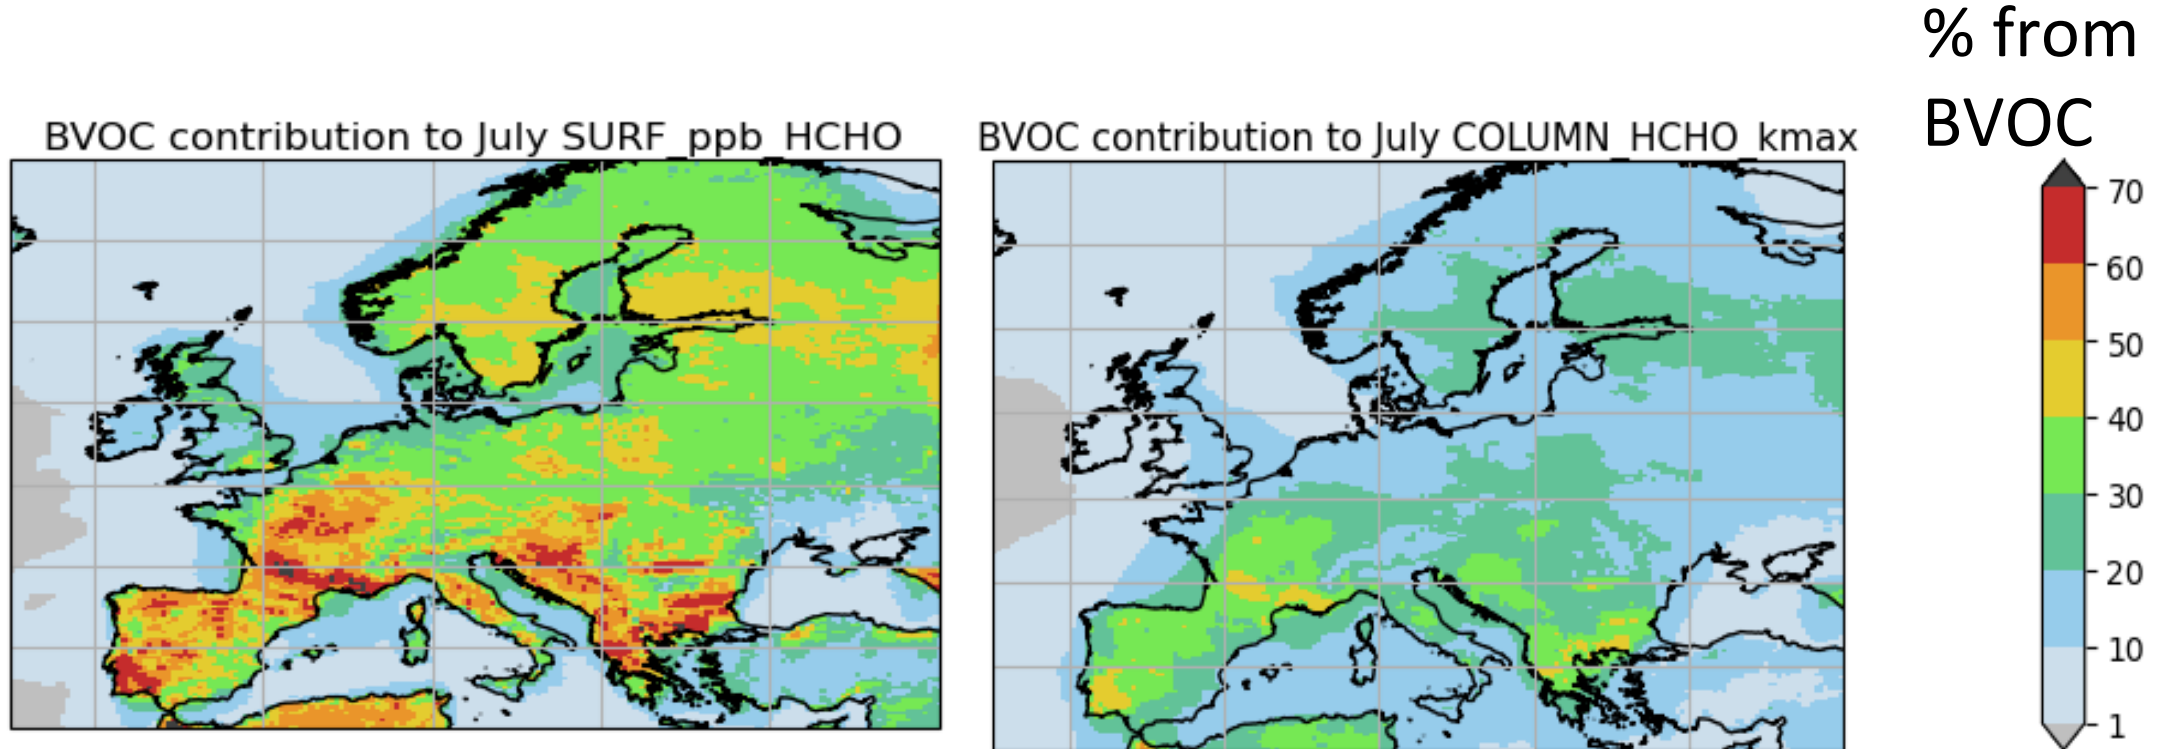 % from
BVOC
BVOC contribution to July SURF_ppb_HCHO
BVOC contribution to July COLUMN_HCHO_kmax
70
60
50
40
30
20
10
1